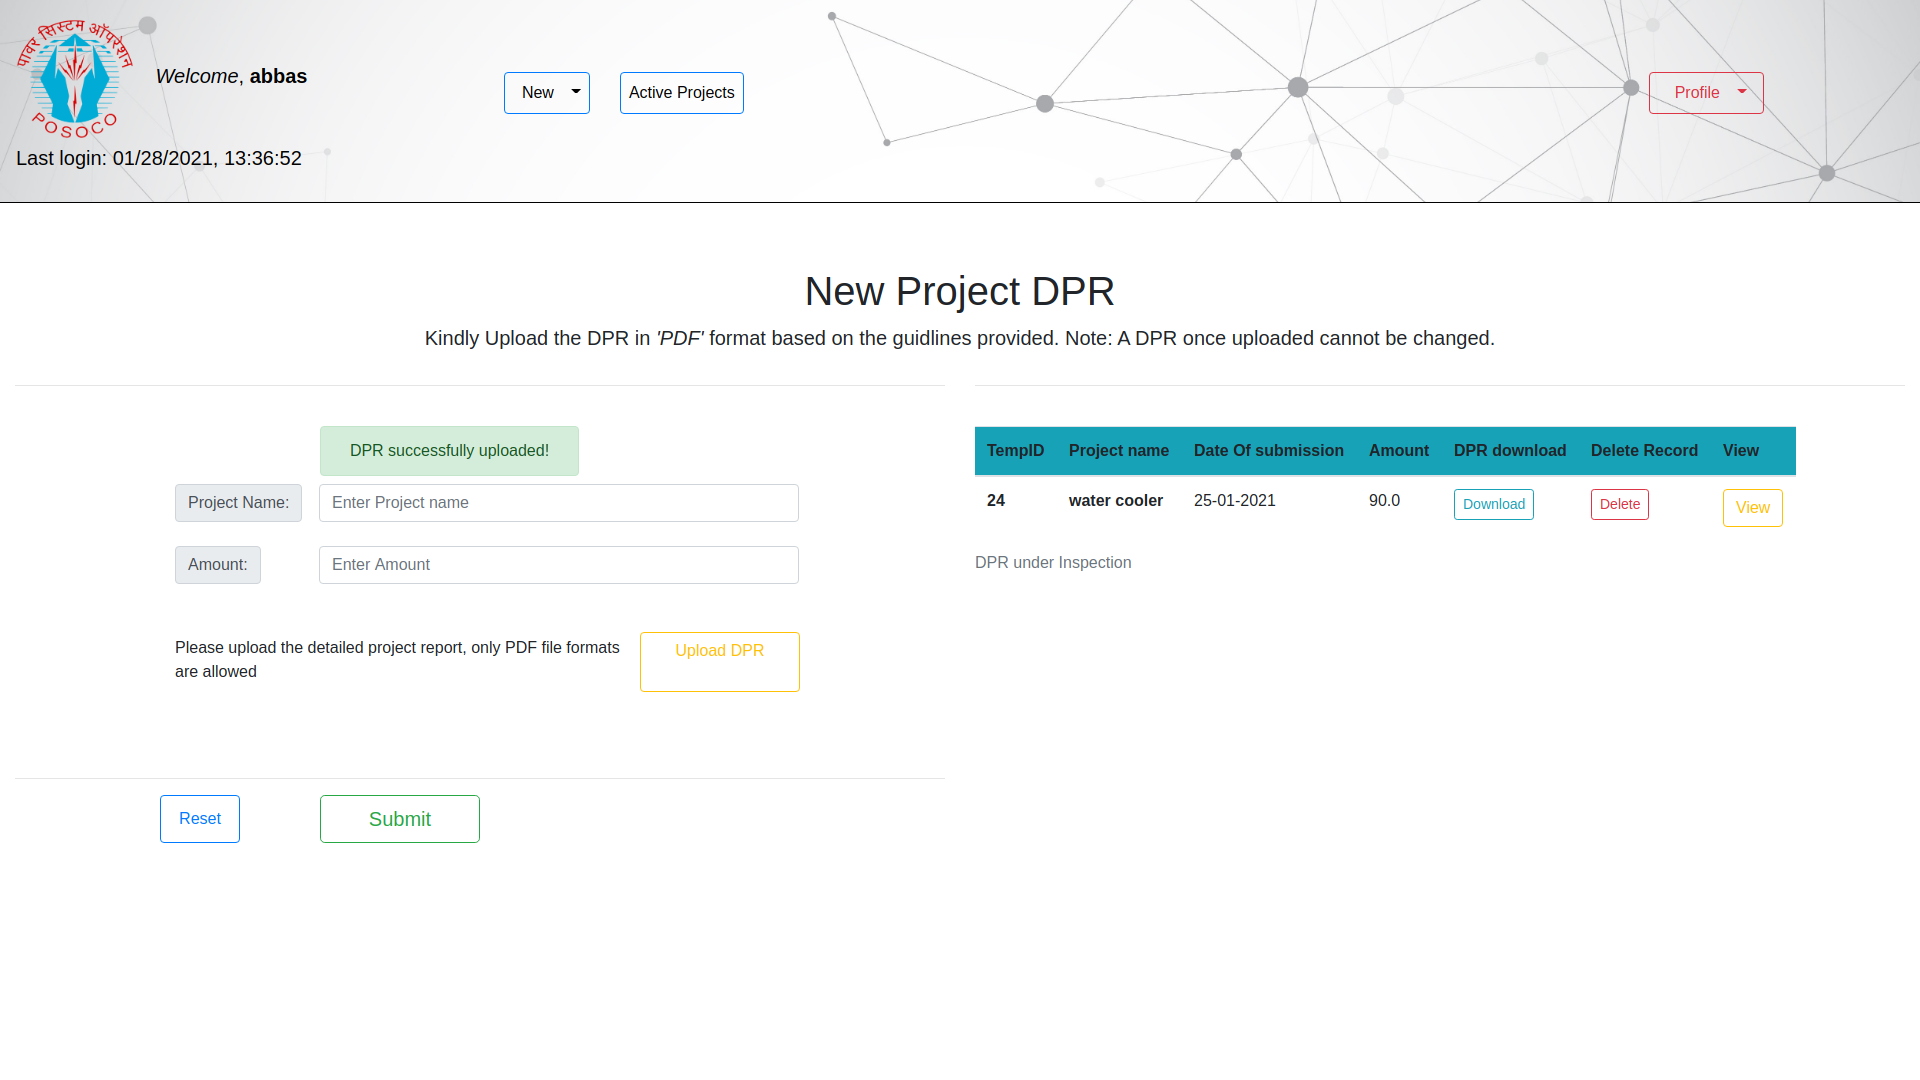 पावर सिस्टम ऑपरेशन
POSOCO
Welcome, abbas
New
Active Projects
Profile
Last login: 01/28/2021, 13:36:52
New Project DPR
Kindly Upload the DPR in 'PDF' format based on the guidlines provided. Note: A DPR once uploaded cannot be changed.
DPR successfully uploaded!
Project Name:
Enter Project name
Amount:
Enter Amount
Please upload the detailed project report, only PDF file formats
are allowed
Upload DPR
Reset
Submit
TempID Project name Date Of submission Amount DPR download Delete Record View
24 water cooler 25-01-2021 90.0 Download Delete View
DPR under Inspection